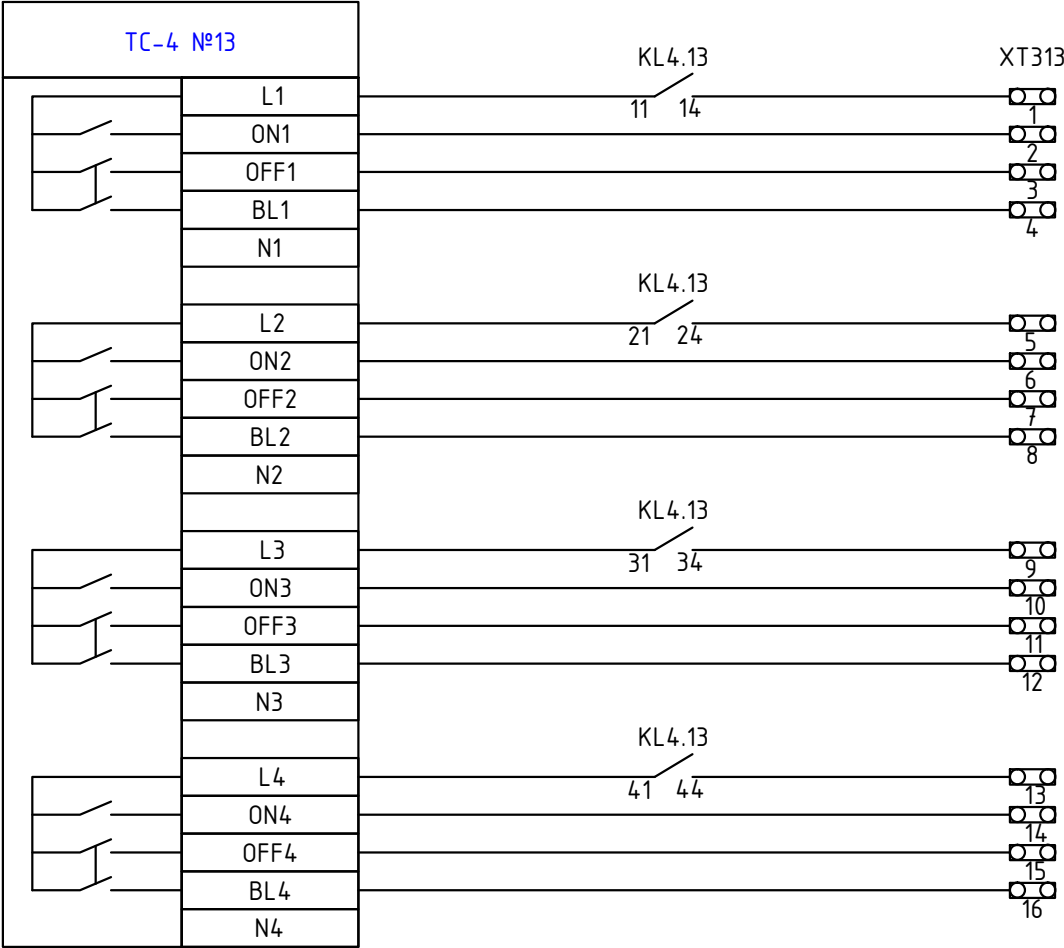 ТС-4 №13
KL4.13
XT313
L1
11 14
1
ON1
2
OFF1
3
BL1
4
N1
KL4.13
L2
21 24
5
ON2
6
OFF2
7
BL2
8
N2
KL4.13
L3
31 34
9
ON3
10
OFF3
11
BL3
12
N3
KL4.13
L4
41 44
13
ON4
14
OFF4
15
BL4
16
N4